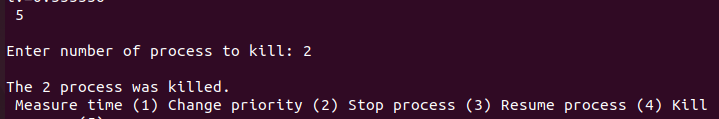 5
Enter number of process to kill: 2
The 2 process was killed.
Measure time (1) Change priority (2) Stop process (3) Resume process (4) Kill